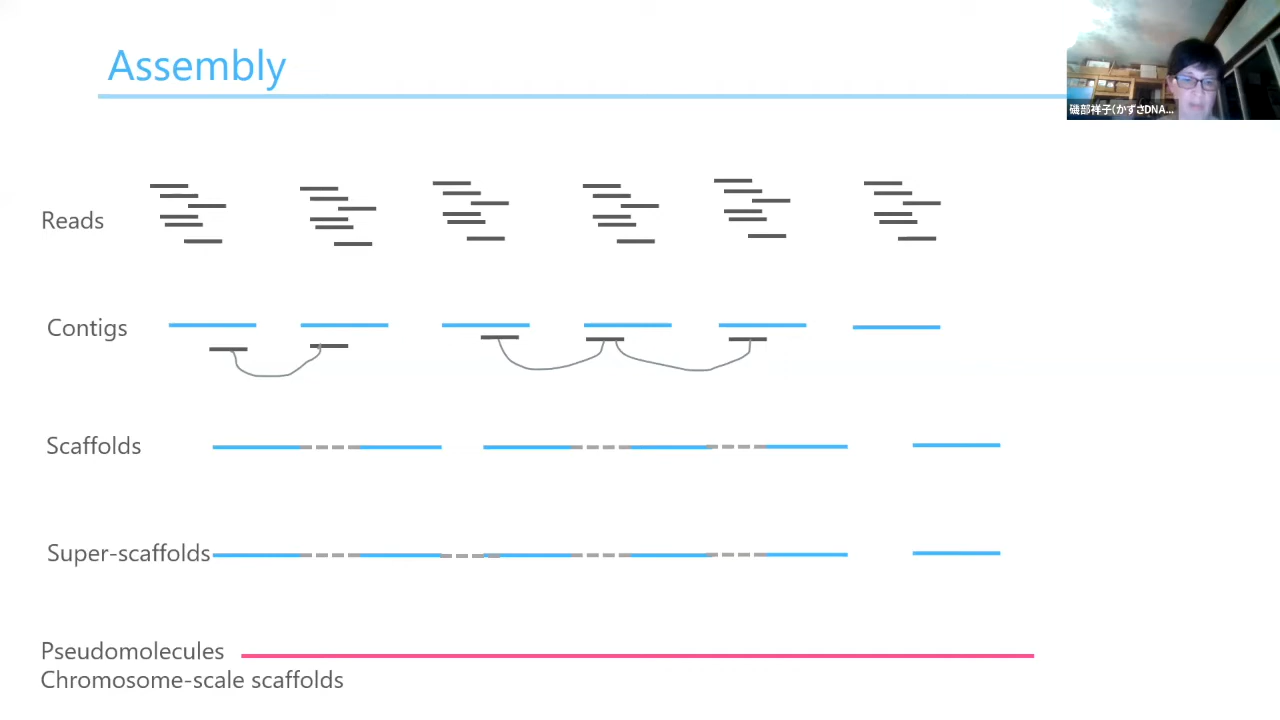 Assembly
磯部祥子(かずさDNA...
Reads
Contigs
Scaffolds
Super-scaffolds
Pseudomolecules
Chromosome-scale scaffolds